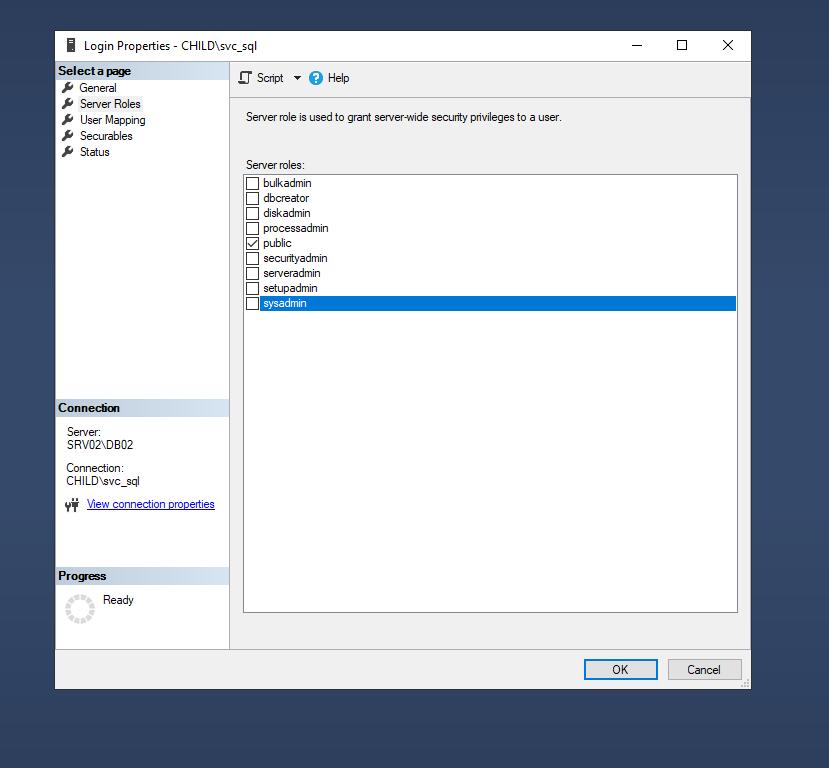 Login Properties - CHILD\svc_sql
Select a page
General
Server Roles
User Mapping
Securables
Status
Script
Help
Server role is used to grant server-wide security privileges to a user.
Server roles:
bulkadmin
dbcreator
diskadmin
processadmin
public
securityadmin
serveradmin
setupadmin
sysadmin
Connection
Server:
SRV02\DB02
Connection:
CHILD\svc_sql
View connection properties
Progress
Ready
OK
Cancel